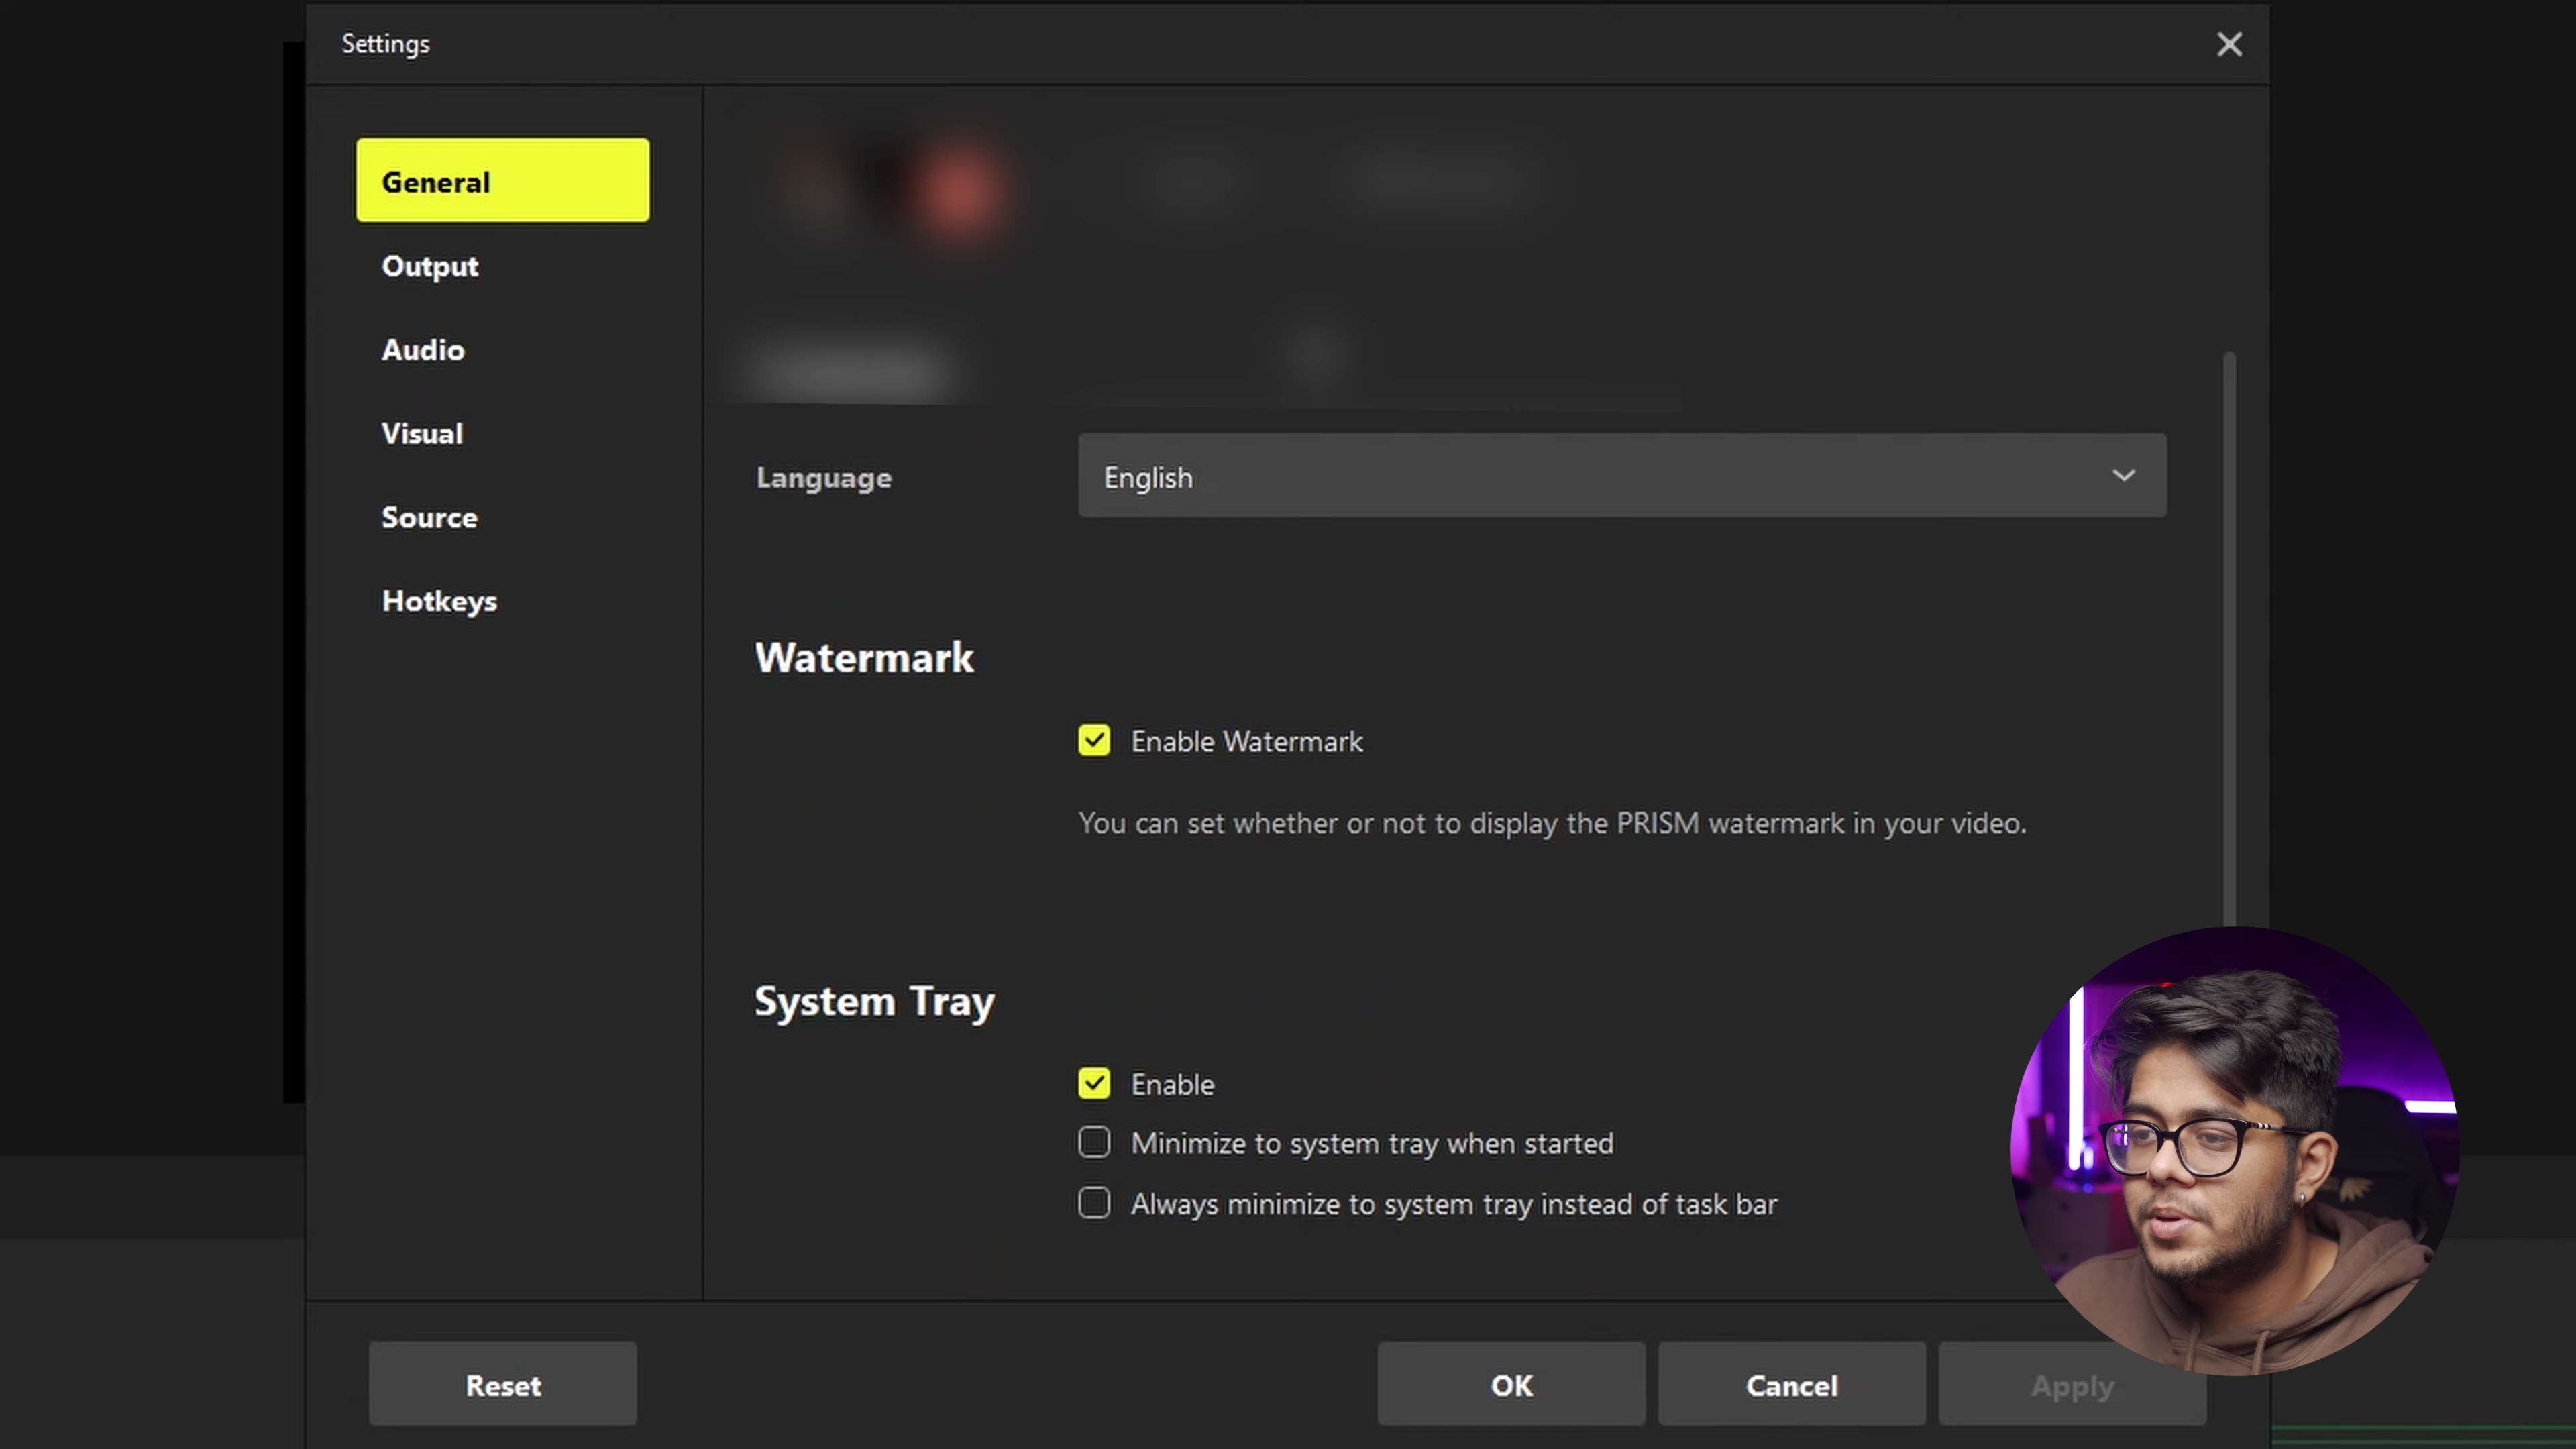 Settings
General
Output
Audio
Visual
Source
Hotkeys
Language
English
Watermark
Enable Watermark
You can set whether or not to display the PRISM watermark in your video.
System Tray
Enable
Minimize to system tray when started
Always minimize to system tray instead of task bar
Reset
OK
Cancel
Apply